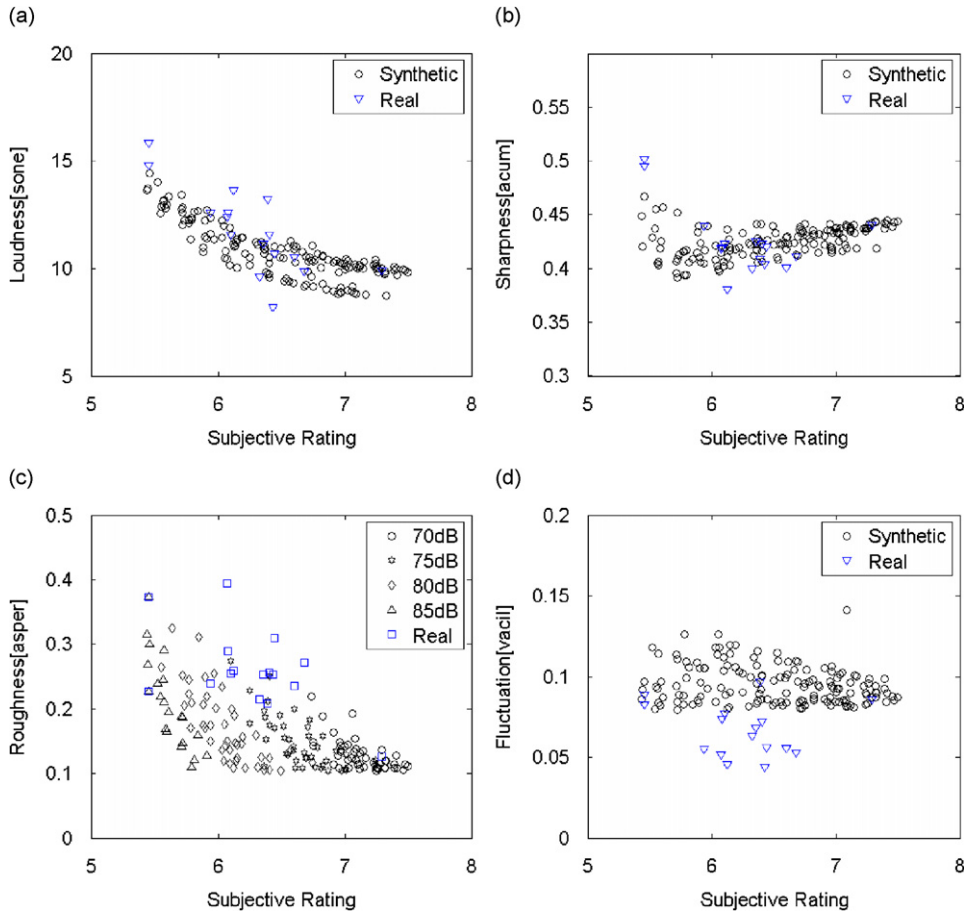 (a)
20
15
10
5
5
6
7
8
Loudness[sone]
Subjective Rating
Synthetic
Real
(b)
0.55
0.5
0.45
0.4
0.35
0.3
5
6
7
8
Sharpness[acum]
Subjective Rating
Synthetic
Real
(c)
0.5
0.4
0.3
0.2
0.1
0
5
6
7
8
Roughness[asper]
Subjective Rating
70dB
75dB
80dB
85dB
Real
(d)
0.2
0.15
0.1
0.05
0
5
6
7
8
Fluctuation[vacil]
Subjective Rating
Synthetic
Real